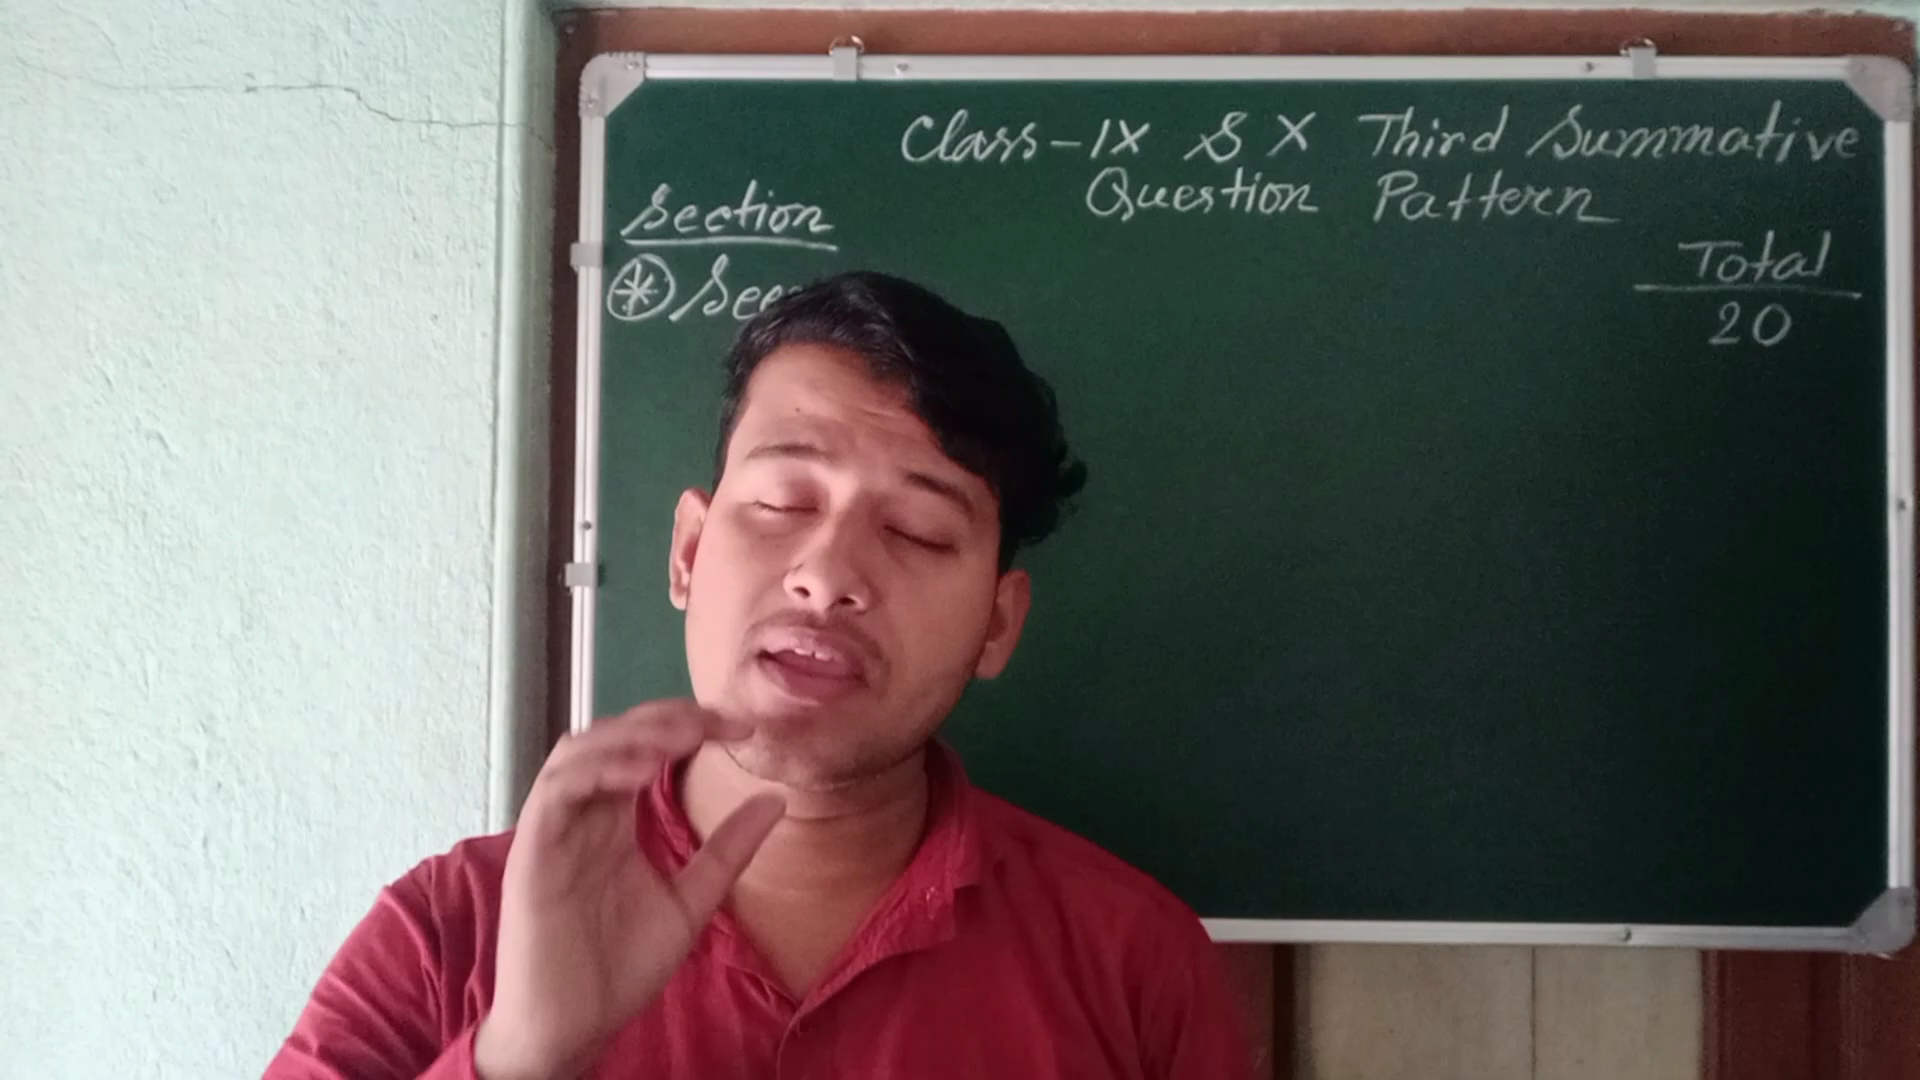 Class-IX & X Third Summative
Question Pattern
Section
Total
20